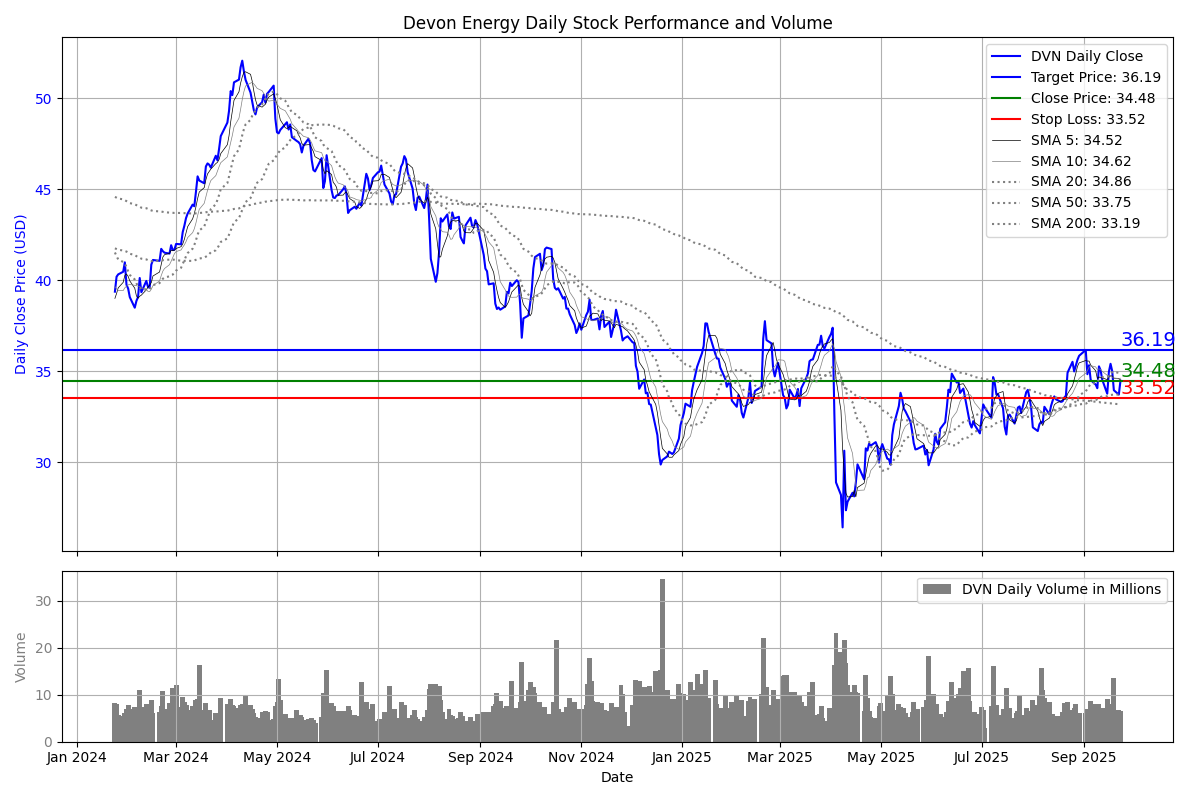 Devon Energy Daily Stock Performance and Volume
DVN Daily Close
Target Price: 36.19
Close Price: 34.48
Stop Loss: 33.52
SMA 5: 34.52
SMA 10: 34.62
SMA 20: 34.86
SMA 50: 33.75
SMA 200: 33.19
Daily Close Price (USD)
50
45
40
35
30
36.19
34.48
33.52
DVN Daily Volume in Millions
Volume
30
20
10
0
Jan 2024 Mar 2024 May 2024 Jul 2024 Sep 2024 Nov 2024 Jan 2025 Mar 2025 May 2025 Jul 2025 Sep 2025
Date